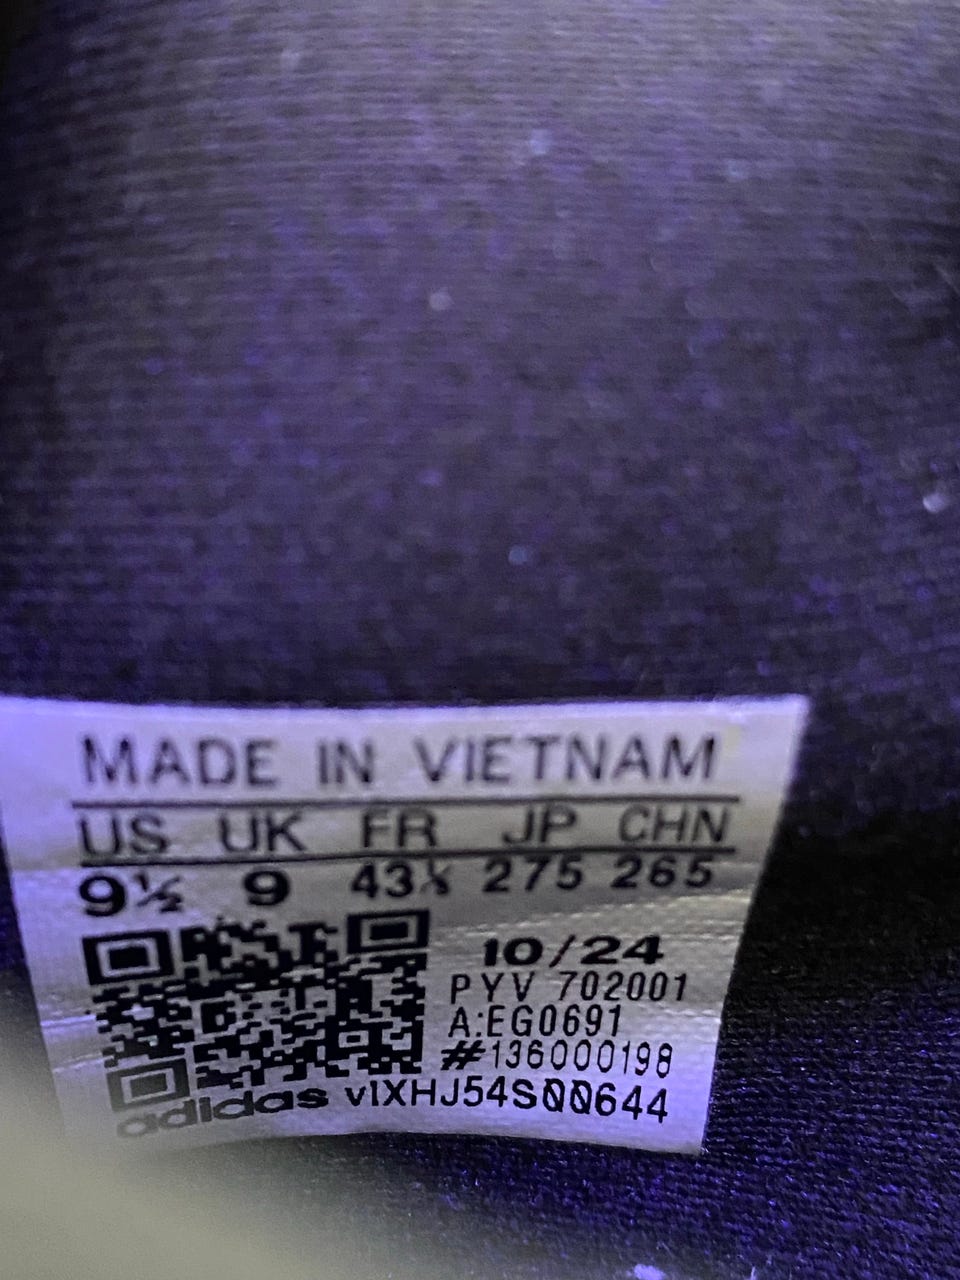 MADE IN VIETNAM
US UK FR JP CHN
9½ 9 43⅓ 275 265
10/24
PYV 702001
A:EG0691
#136000198
adidas v1XHJ54S00644